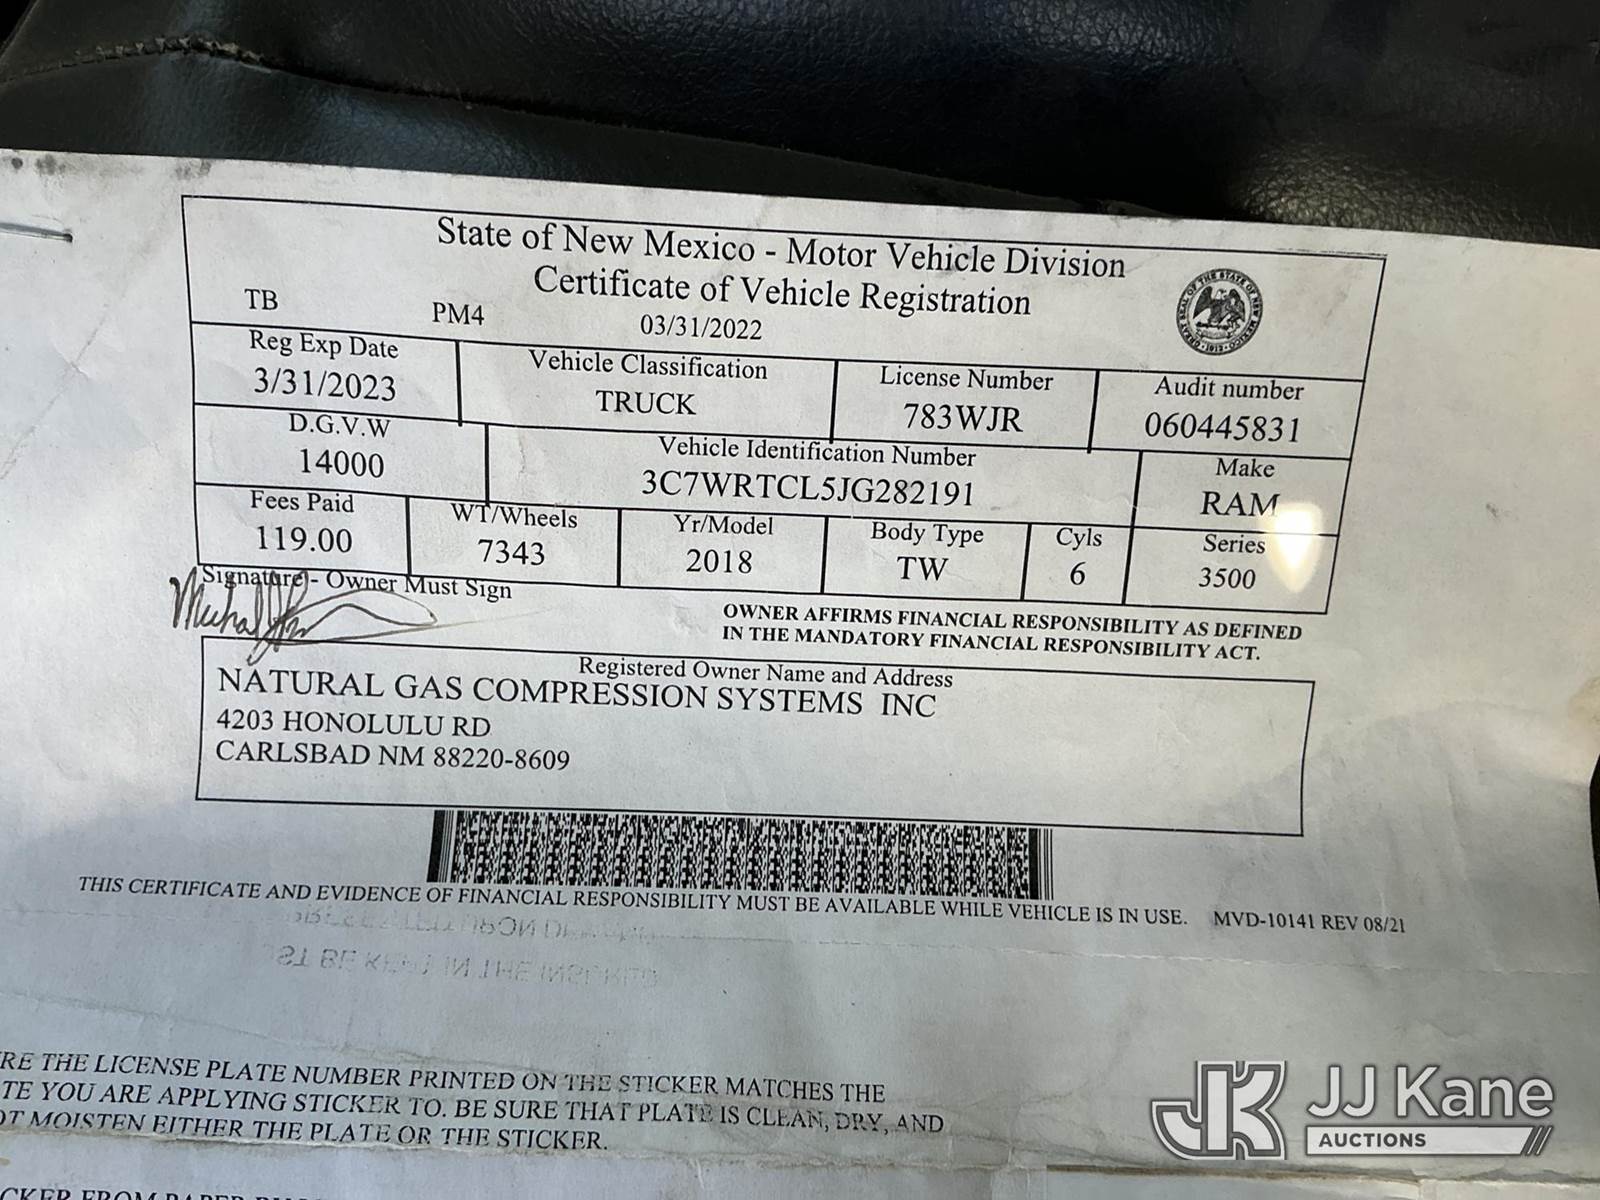 State of New Mexico - Motor Vehicle Division
Certificate of Vehicle Registration
TB PM4 03/31/2022
Reg Exp Date Vehicle Classification License Number Audit number
3/31/2023 TRUCK 783WJR 060445831
D.G.V.W Vehicle Identification Number Make
14000 3C7WRTCL5JG282191 RAM
Fees Paid WT/Wheels Yr/Model Body Type Cyls Series
119.00 7343 2018 TW 6 3500
Signature - Owner Must Sign
OWNER AFFIRMS FINANCIAL RESPONSIBILITY AS DEFINED
IN THE MANDATORY FINANCIAL RESPONSIBILITY ACT.
Registered Owner Name and Address
NATURAL GAS COMPRESSION SYSTEMS INC
4203 HONOLULU RD
CARLSBAD NM 88220-8609
THIS CERTIFICATE AND EVIDENCE OF FINANCIAL RESPONSIBILITY MUST BE AVAILABLE WHILE VEHICLE IS IN USE. MVD-10141 REV 08/21
THE LICENSE PLATE NUMBER PRINTED ON THE STICKER MATCHES THE
YOU ARE APPLYING STICKER TO. BE SURE THAT PLATE IS CLEAN, DRY, AND
MOISTEN EITHER THE PLATE OR THE STICKER.
FROM PAPER
JK JJ Kane
AUCTIONS